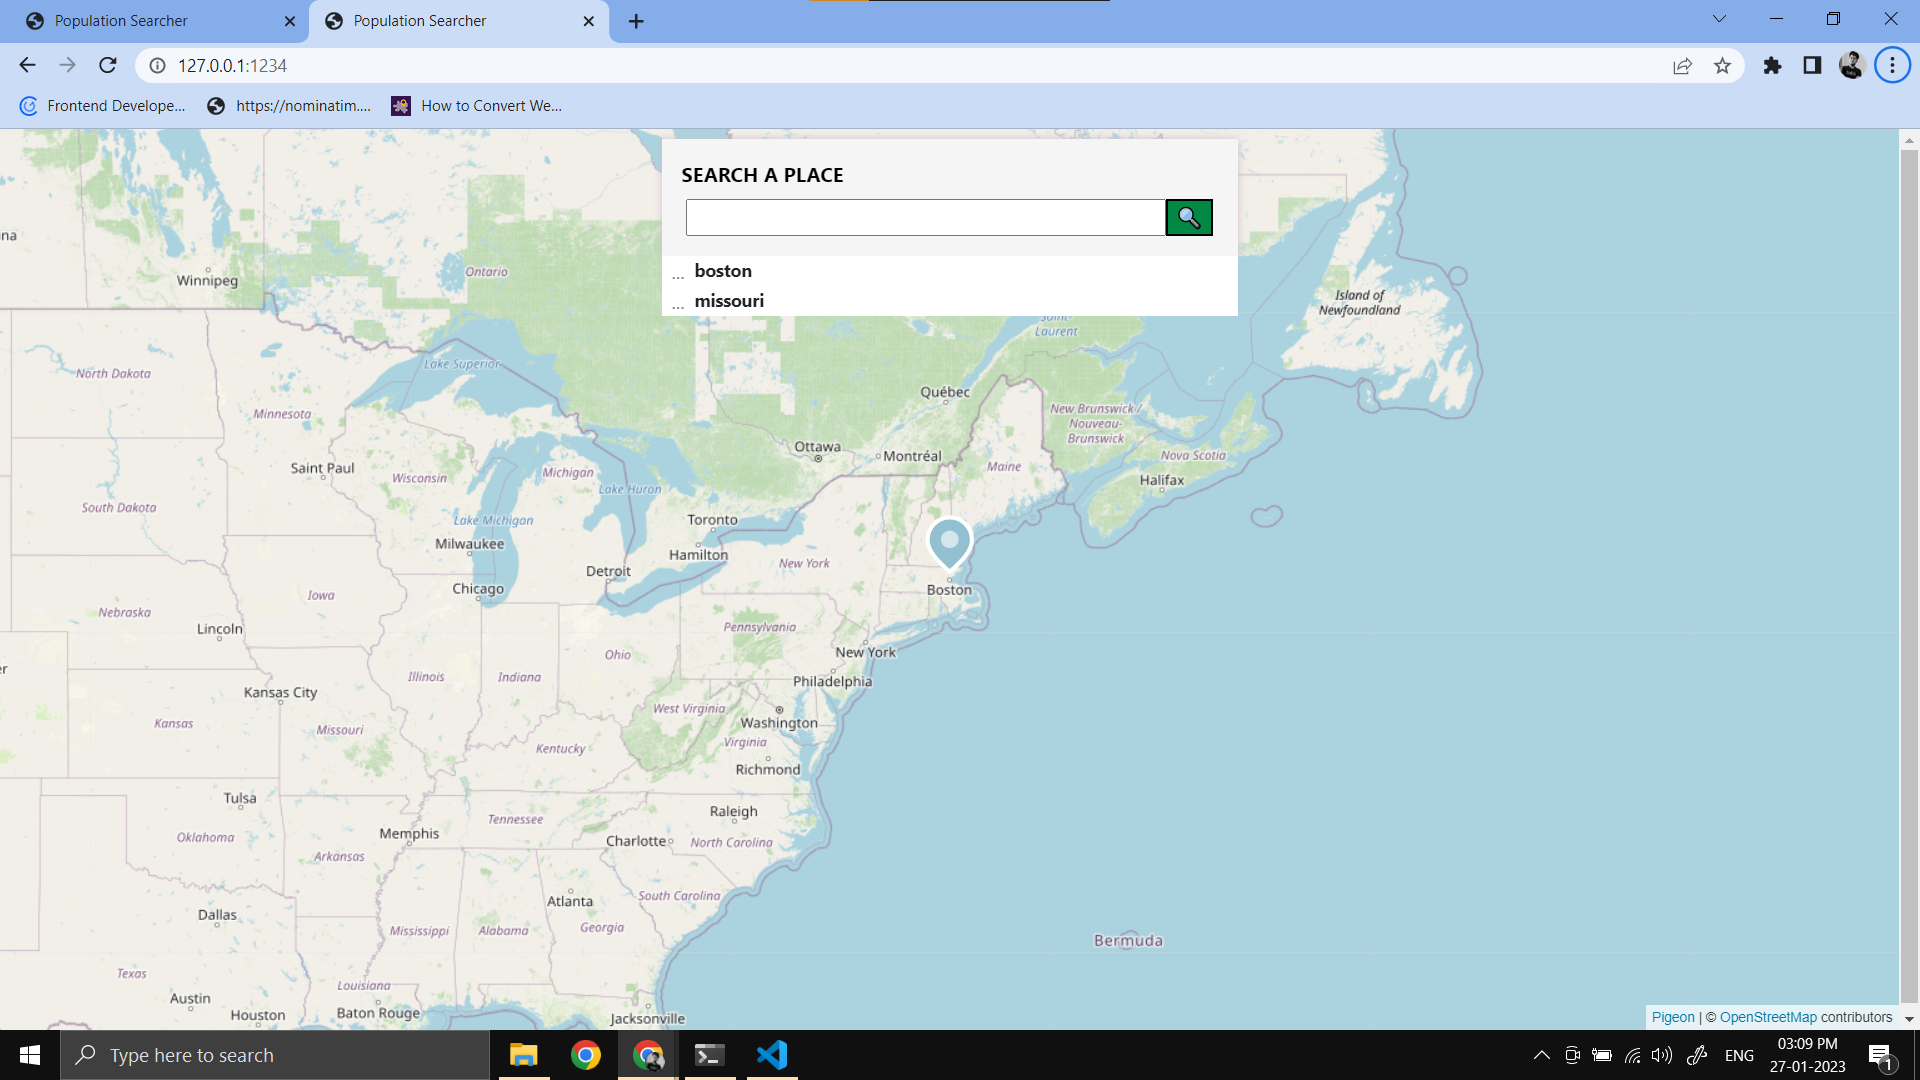 Population Searcher
Population Searcher
127.0.0.1:1234
Frontend Develope...
https://nominatim....
How to Convert We...
SEARCH A PLACE
... boston
... missouri
na
Winnipeg
Ontario
Island of
Newfoundland
Saint-
Laurent
Lake Superior
North Dakota
Québec
Minnesota
New Brunswick /
Nouveau-
Brunswick
Ottawa
Montréal
Nova Scotia
Saint Paul
Maine
Michigan
Wisconsin
Halifax
Lake Huron
South Dakota
Lake Michigan
Toronto
Milwaukee
Hamilton
New York
Detroit
Chicago
Boston
Iowa
Nebraska
Lincoln
Pennsylvania
New York
Ohio
er
Illinois
Indiana
Philadelphia
Kansas City
West Virginia
Kansas
Missouri
Washington
Virginia
Kentucky
Richmond
Tulsa
Raleigh
Tennessee
Oklahoma
Memphis
Charlotte
North Carolina
Arkansas
South Carolina
Atlanta
Dallas
Mississippi
Alabama
Georgia
Bermuda
Texas
Louisiana
Austin
Houston
Baton Rouge
Jacksonville
Pigeon | © OpenStreetMap contributors
Type here to search
ENG
03:09 PM
27-01-2023
1